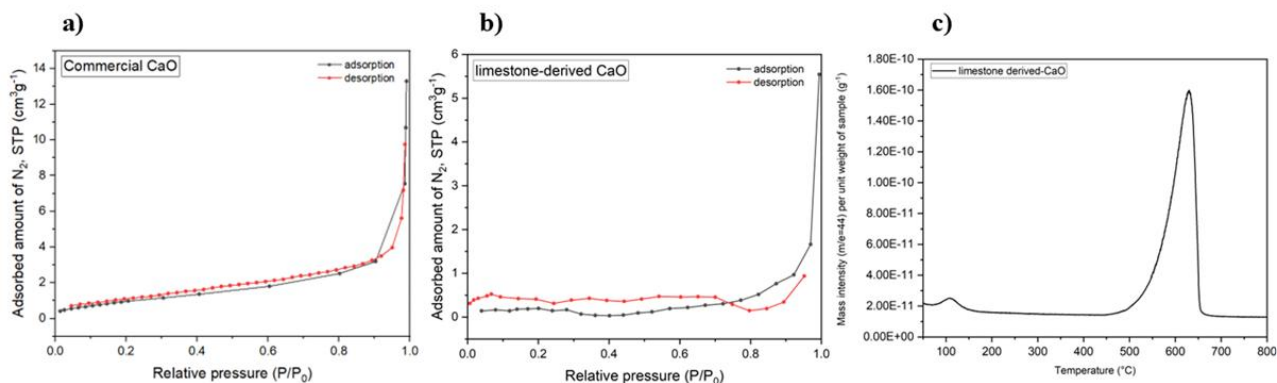 a)
Commercial CaO
adsorption
desorption
Adsorbed amount of N₂, STP (cm³g⁻¹)
14
12
10
8
6
4
2
0
0.0 0.2 0.4 0.6 0.8 1.0
Relative pressure (P/P₀)
b)
limestone-derived CaO
adsorption
desorption
Adsorbed amount of N₂, STP (cm³g⁻¹)
6
5
4
3
2
1
0
0.0 0.2 0.4 0.6 0.8 1.0
Relative pressure (P/P₀)
c)
limestone derived-CaO
Mass intensity (m/e=44) per unit weight of sample (g⁻¹)
1.80E-10
1.60E-10
1.40E-10
1.20E-10
1.00E-10
8.00E-11
6.00E-11
4.00E-11
2.00E-11
0.00E+00
100 200 300 400 500 600 700 800
Temperature (°C)